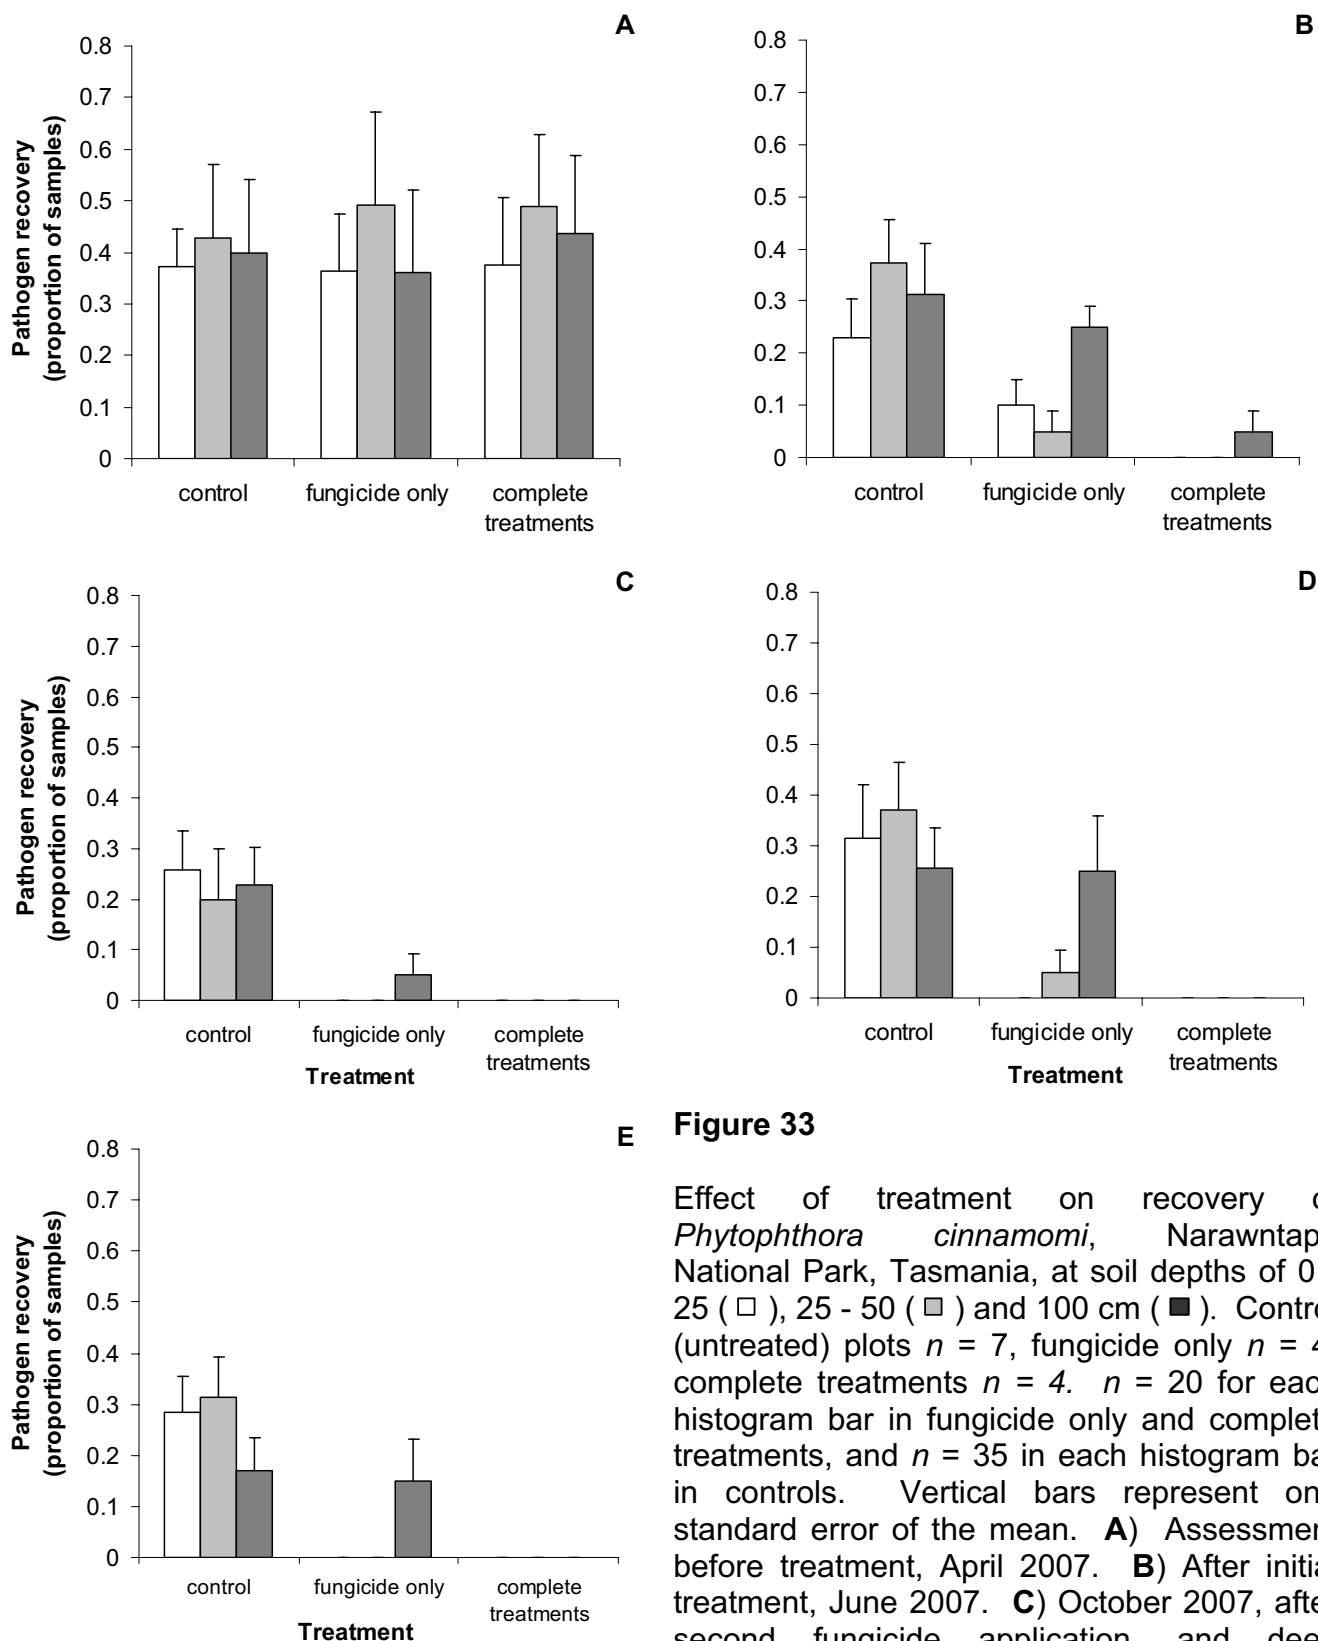 A
0.8
0.7
0.6
0.5
0.4
0.3
0.2
0.1
0
Pathogen recovery
(proportion of samples)
control
fungicide only
complete
treatments
B
0.8
0.7
0.6
0.5
0.4
0.3
0.2
0.1
0
control
fungicide only
complete
treatments
C
0.8
0.7
0.6
0.5
0.4
0.3
0.2
0.1
0
Pathogen recovery
(proportion of samples)
control
fungicide only
complete
treatments
Treatment
D
0.8
0.7
0.6
0.5
0.4
0.3
0.2
0.1
0
control
fungicide only
complete
treatments
Treatment
E
0.8
0.7
0.6
0.5
0.4
0.3
0.2
0.1
0
Pathogen recovery
(proportion of samples)
control
fungicide only
complete
treatments
Treatment
Figure 33
Effect of treatment on recovery
Phytophthora cinnamomi, Narawntap
National Park, Tasmania, at soil depths of 0
25 ( □ ), 25 - 50 ( ■ ) and 100 cm ( ■ ). Contro
(untreated) plots n = 7, fungicide only n = 4
complete treatments n = 4. n = 20 for eac
histogram bar in fungicide only and complet
treatments, and n = 35 in each histogram ba
in controls. Vertical bars represent on
standard error of the mean. A) Assessmen
before treatment, April 2007. B) After initia
treatment, June 2007. C) October 2007, afte
second fungicide application, and dee